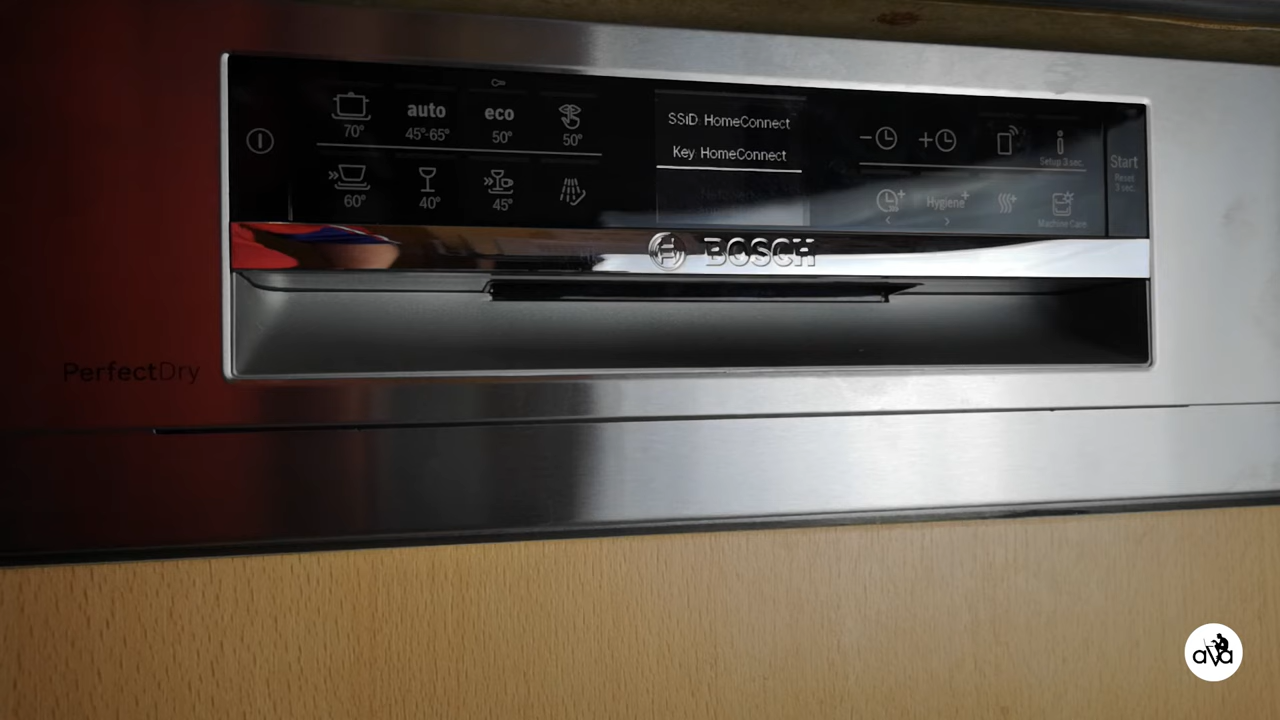 70°
auto
45°-65°
eco
50°
50°
60°
40°
45°
SSID: HomeConnect
Key: HomeConnect
i
Setup 3 sec.
Hygiene+
Machine Care
Start
Reset
3 sec.
BOSCH
PerfectDry
ava